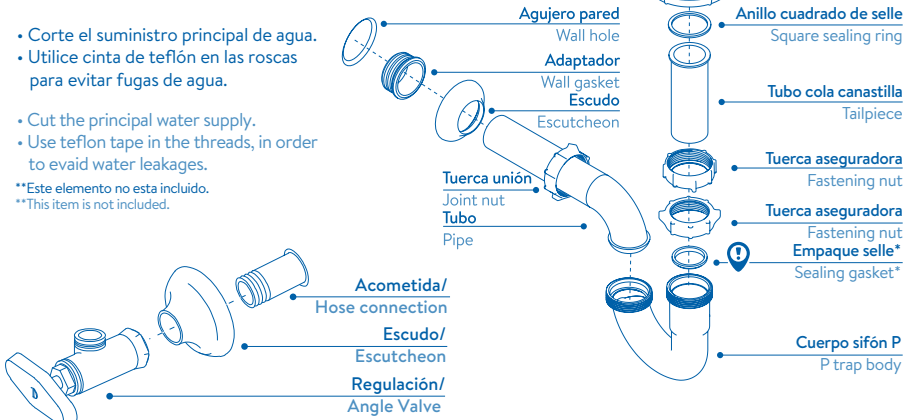 • Corte el suministro principal de agua.
• Utilice cinta de teflón en las roscas
para evitar fugas de agua.
• Cut the principal water supply.
• Use teflon tape in the threads, in order
to evaid water leakages.
**Este elemento no esta incluido.
**This item is not included.
Agujero pared
Wall hole
Adaptador
Wall gasket
Escudo
Escutcheon
Tuerca unión
Joint nut
Tubo
Pipe
Anillo cuadrado de selle
Square sealing ring
Tubo cola canastilla
Tailpiece
Tuerca aseguradora
Fastening nut
Tuerca aseguradora
Fastening nut
Empaque selle*
Sealing gasket*
Cuerpo sifón P
P trap body
Acometida/
Hose connection
Escudo/
Escutcheon
Regulación/
Angle Valve